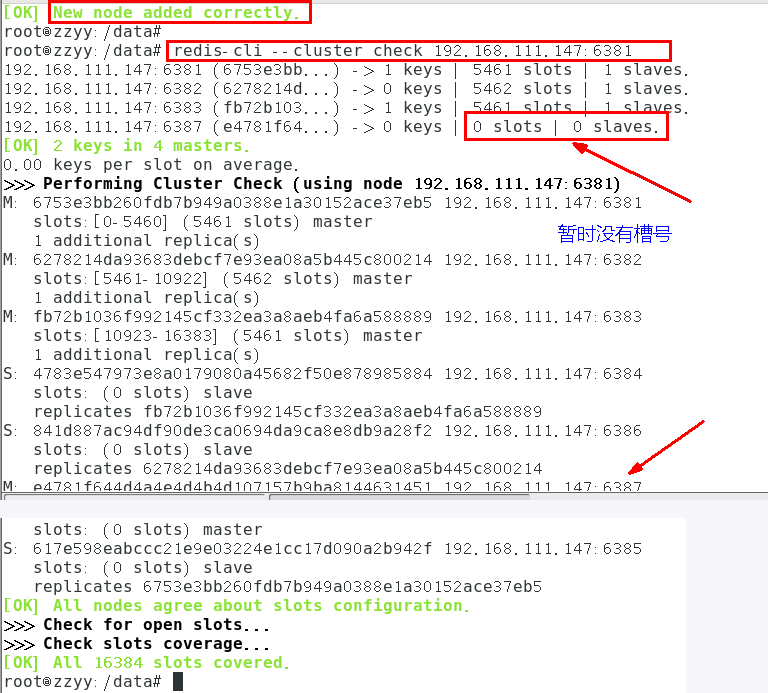 [OK] New node added correctly.
root@zzyy:/data#
root@zzyy:/data# redis-cli --cluster check 192.168.111.147:6381
192.168.111.147:6381 (6753e3bb...) -> 1 keys | 5461 slots | 1 slaves.
192.168.111.147:6382 (6278214d...) -> 0 keys | 5462 slots | 1 slaves.
192.168.111.147:6383 (fb72b103...) -> 1 keys | 5461 slots | 1 slaves.
192.168.111.147:6387 (e4781f64...) -> 0 keys | 0 slots | 0 slaves.
[OK] 2 keys in 4 masters.
0.00 keys per slot on average.
>>> Performing Cluster Check (using node 192.168.111.147:6381)
M: 6753e3bb260fdb7b949a0388e1a30152ace37eb5 192.168.111.147:6381
slots:[0-5460] (5461 slots) master
暂时没有槽号
1 additional replica(s)
M: 6278214da93683debcf7e93ea08a5b445c800214 192.168.111.147:6382
slots:[5461-10922] (5462 slots) master
1 additional replica(s)
M: fb72b1036f992145cf332ea3a8aeb4fa6a588889 192.168.111.147:6383
slots:[10923-16383] (5461 slots) master
1 additional replica(s)
S: 4783e547973e8a0179080a45682f50e878985884 192.168.111.147:6384
slots: (0 slots) slave
replicates fb72b1036f992145cf332ea3a8aeb4fa6a588889
S: 841d887ac94df90de3ca0694da9ca8e8db9a28f2 192.168.111.147:6386
slots: (0 slots) slave
replicates 6278214da93683debcf7e93ea08a5b445c800214
M: e4781f644d4a4e4d4b4d107157b9ba8144631451 192.168.111.147:6387
slots: (0 slots) master
S: 617e598eabccc21e9e03224e1cc17d090a2b942f 192.168.111.147:6385
slots: (0 slots) slave
replicates 6753e3bb260fdb7b949a0388e1a30152ace37eb5
[OK] All nodes agree about slots configuration.
>>> Check for open slots...
>>> Check slots coverage...
[OK] All 16384 slots covered.
root@zzyy:/data#